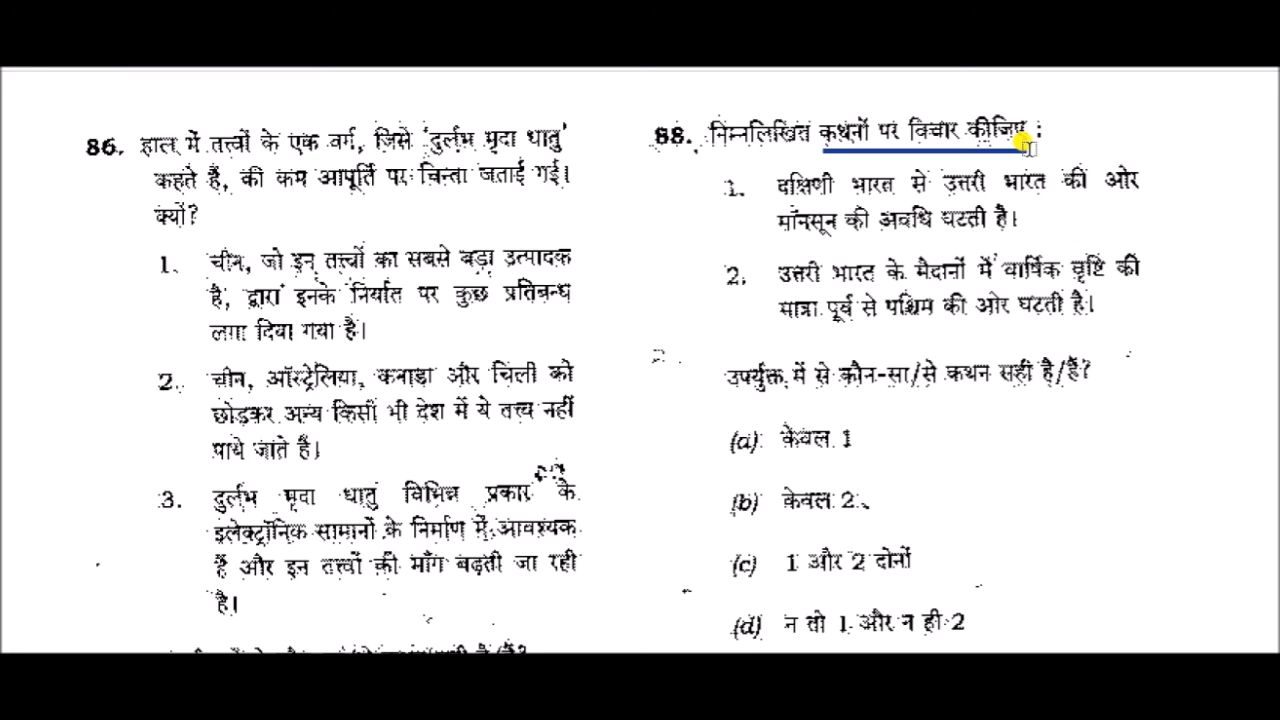 86. हाल में तत्त्वों के एक वर्ग, जिसे 'दुर्लभ मृदा धातु'
कहते हैं, की कम आपूर्ति पर चिन्ता जताई गई।
क्यों?
1. चीन, जो इन तत्त्वों का सबसे बड़ा उत्पादक
है, द्वारा इनके निर्यात पर कुछ प्रतिबन्ध
लगा दिया गया है।
2. चीन, ऑस्ट्रेलिया, कनाडा और चिली को
छोड़कर अन्य किसी भी देश में ये तत्त्व नहीं
पाये जाते हैं।
3. दुर्लभ मृदा धातु विभिन्न प्रकार के
इलेक्ट्रॉनिक सामानों के निर्माण में आवश्यक
हैं और इन तत्त्वों की माँग बढ़ती जा रही
है।
88. निम्नलिखित कथनों पर विचार कीजिए :
1. दक्षिणी भारत से उत्तरी भारत की ओर
मॉनसून की अवधि घटती है।
2. उत्तरी भारत के मैदानों में वार्षिक वृष्टि की
मात्रा पूर्व से पश्चिम की ओर घटती है।
उपर्युक्त में से कौन-सा/से कथन सही है/हैं?
(a) केवल 1
(b) केवल 2
(c) 1 और 2 दोनों
(d) न तो 1 और न ही 2